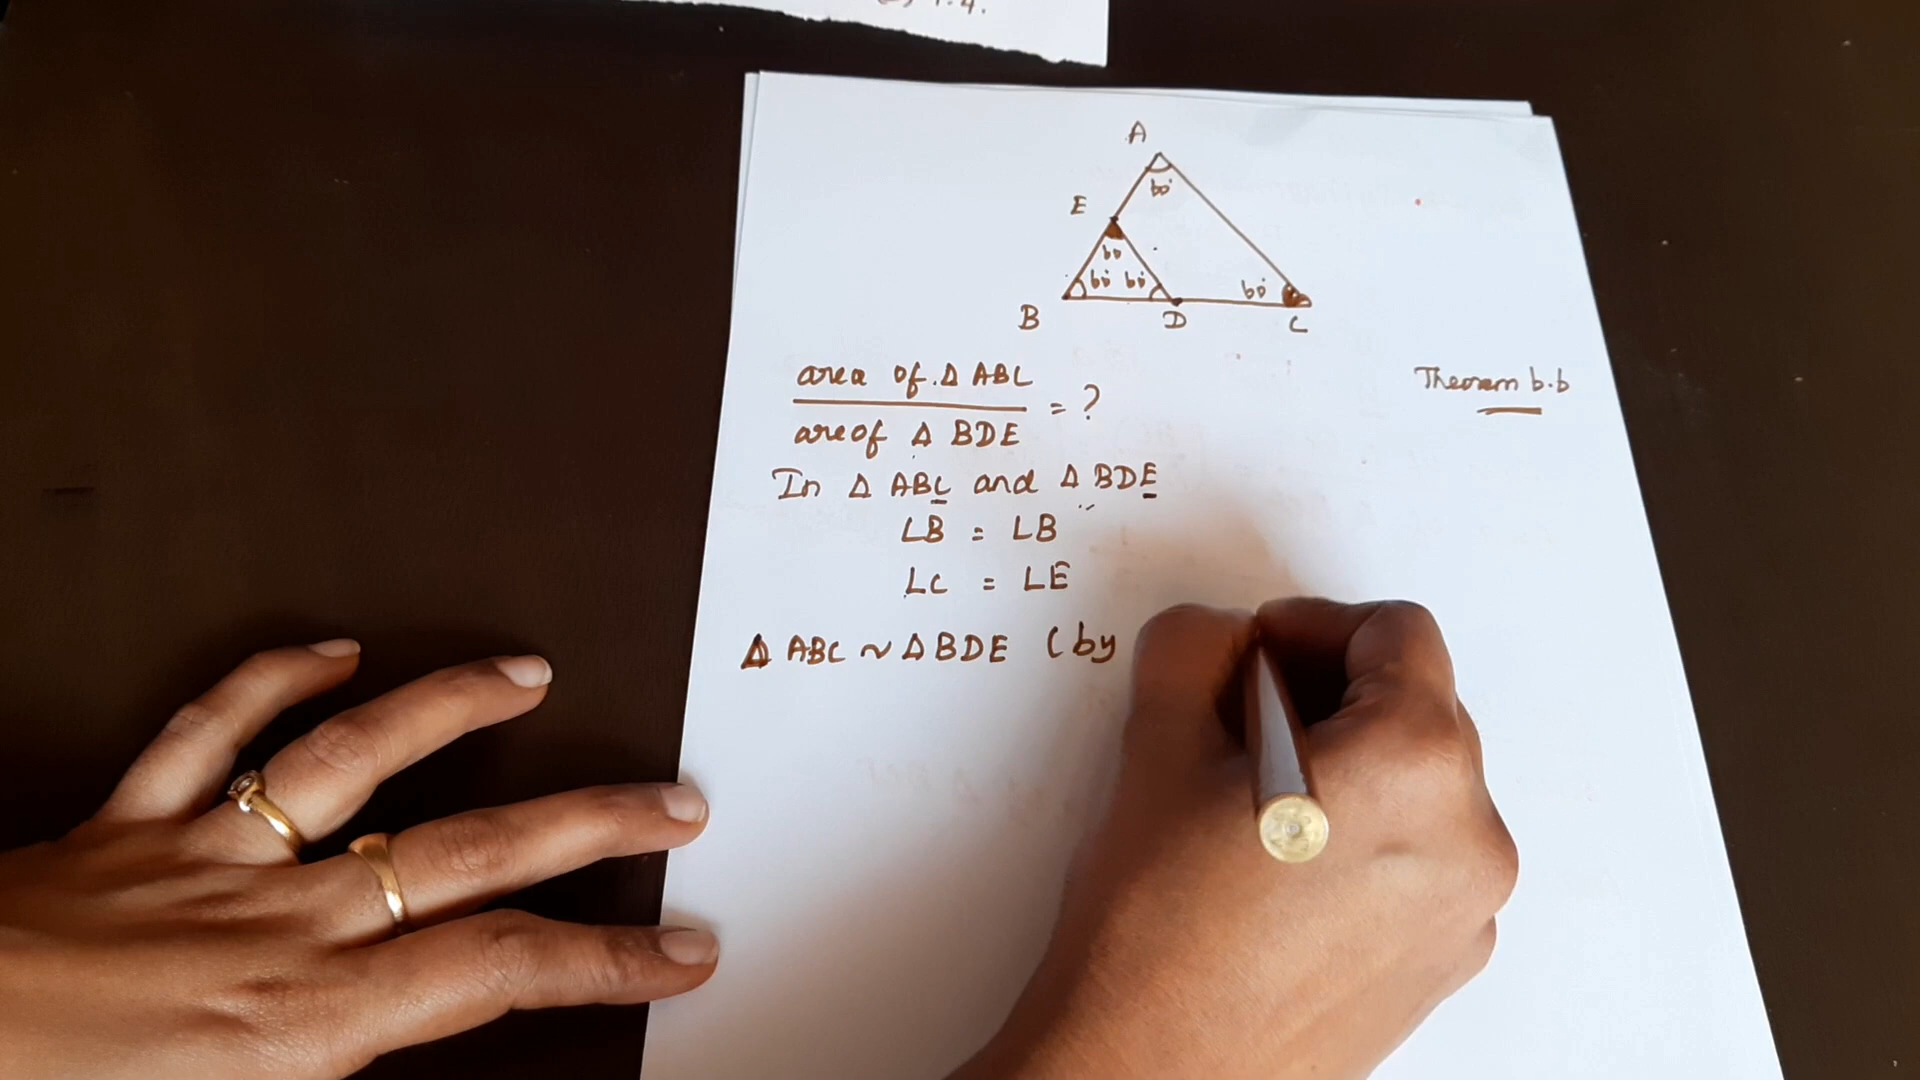 A
60°
E
60
60° 60° 60°
B D C
area of. Δ ABC
= ?
are of Δ BDE
Theorem 6.6
In Δ ABC and Δ BDE
∠B = ∠B
∠C = ∠E
Δ ABC ~ Δ BDE (by